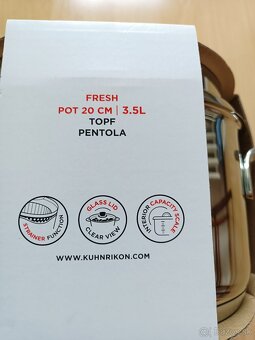 FRESH
POT 20 CM | 3.5L
TOPF
PENTOLA
STRAINER FUNCTION
GLASS LID
CLEAR VIEW
INTERIOR CAPACITY SCALE
WWW.KUHNRIKON.COM